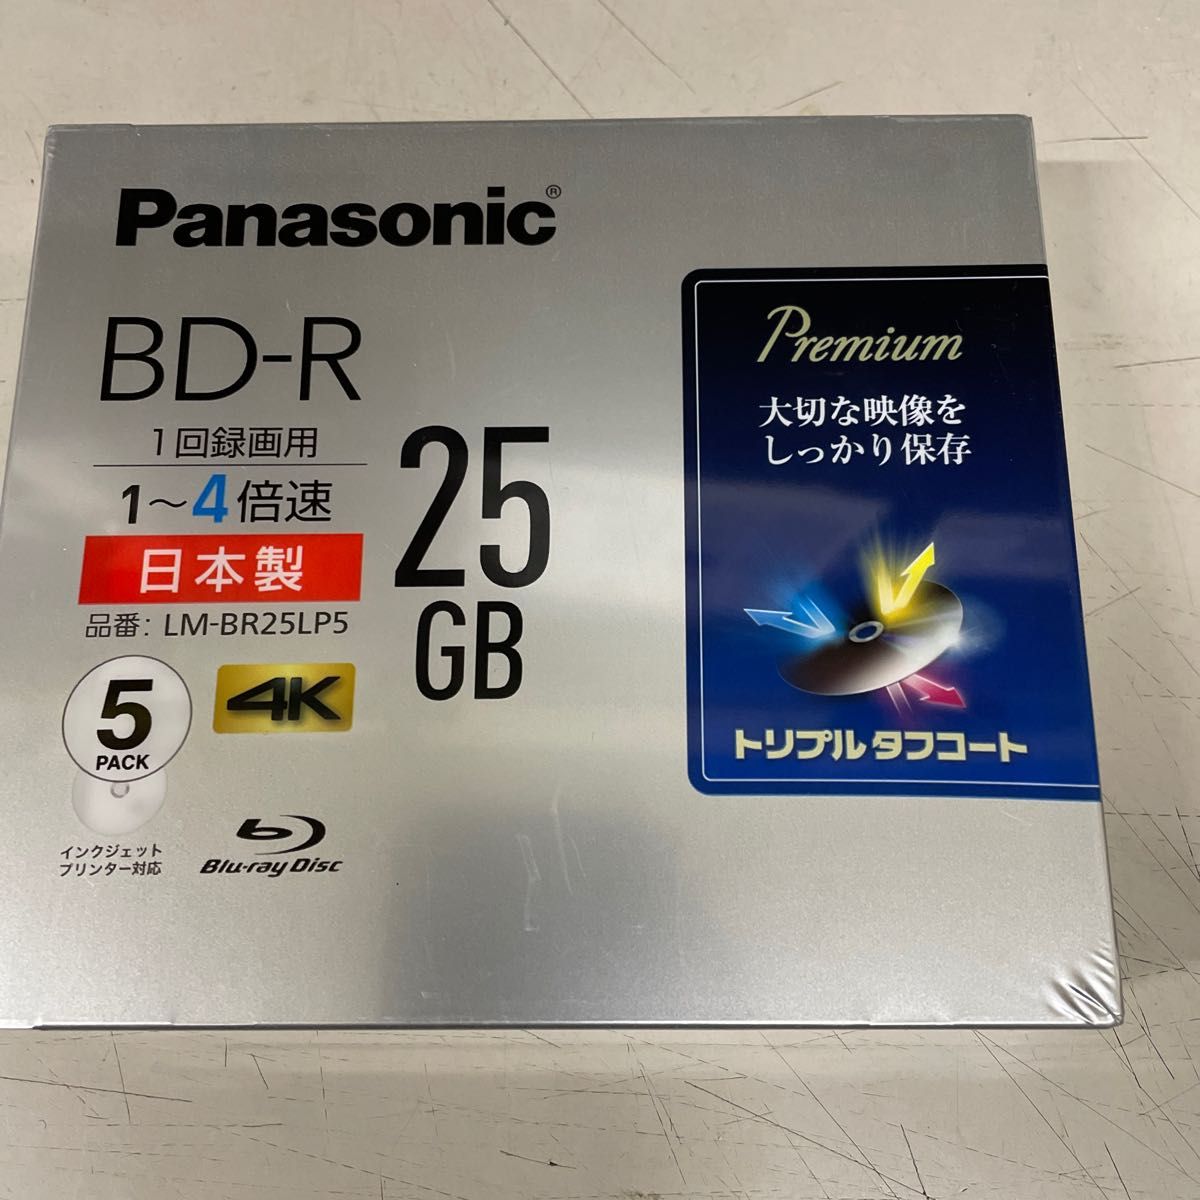 Panasonic®
BD-R
1回録画用
1～4倍速
日本製
品番: LM-BR25LP5
25
GB
5
PACK
4K
インクジェット
プリンター対応
Blu-ray Disc
Premium
大切な映像を
しっかり保存
トリプルタフコート